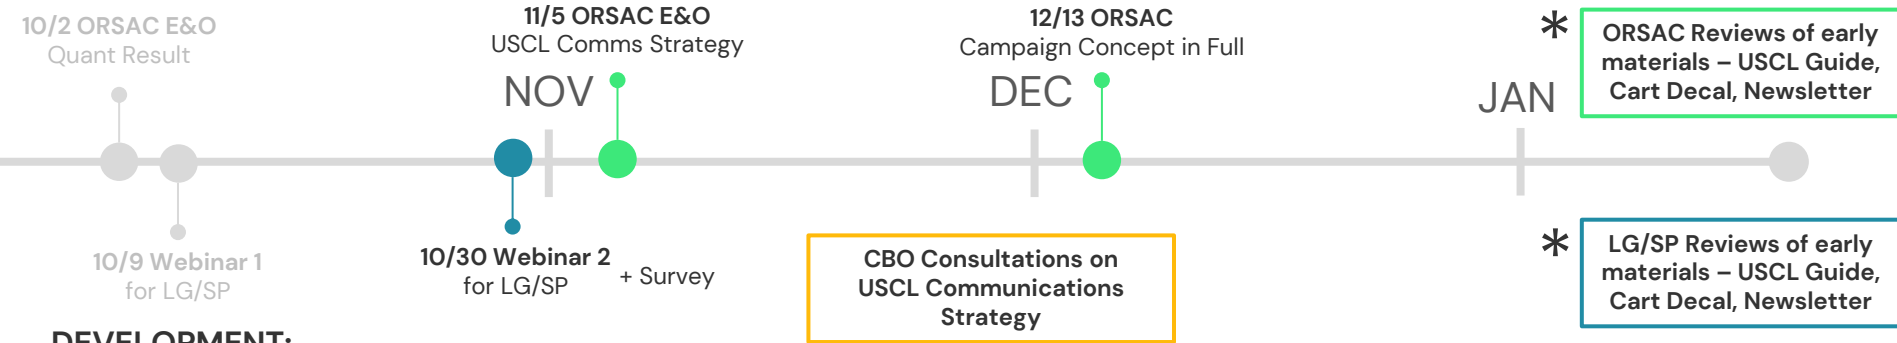 10/2 ORSAC E&O
Quant Result
11/5 ORSAC E&O
USCL Comms Strategy
NOV
12/13 ORSAC
Campaign Concept in Full
DEC
JAN
*
ORSAC Reviews of early
materials – USCL Guide,
Cart Decal, Newsletter
10/9 Webinar 1
for LG/SP
10/30 Webinar 2
for LG/SP
+ Survey
CBO Consultations on
USCL Communications
Strategy
*
LG/SP Reviews of early
materials – USCL Guide,
Cart Decal, Newsletter
DEVELOPMENT: